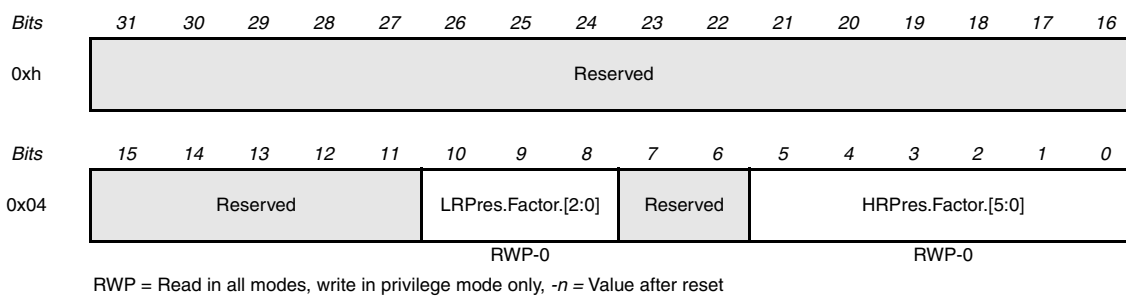 Bits 31 30 29 28 27 26 25 24 23 22 21 20 19 18 17 16
0xh Reserved
Bits 15 14 13 12 11 10 9 8 7 6 5 4 3 2 1 0
0x04 Reserved LRPres.Factor.[2:0] Reserved HRPres.Factor.[5:0]
RWP-0 RWP-0
RWP = Read in all modes, write in privilege mode only, -n = Value after reset